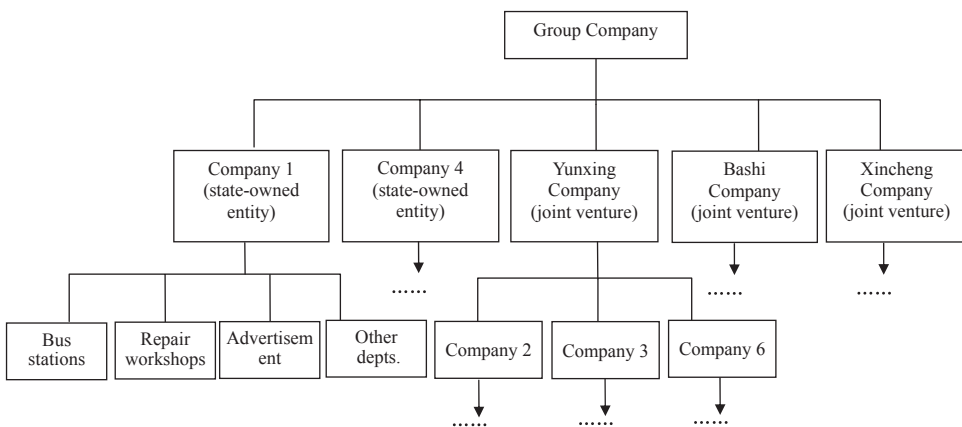 Group Company
Company 1
(state-owned
entity)
Company 4
(state-owned
entity)
Yunxing
Company
(joint venture)
Bashi
Company
(joint venture)
Xincheng
Company
(joint venture)
……
……
……
Bus
stations
Repair
workshops
Advertisem
ent
Other
depts.
Company 2
Company 3
Company 6
……
……
……